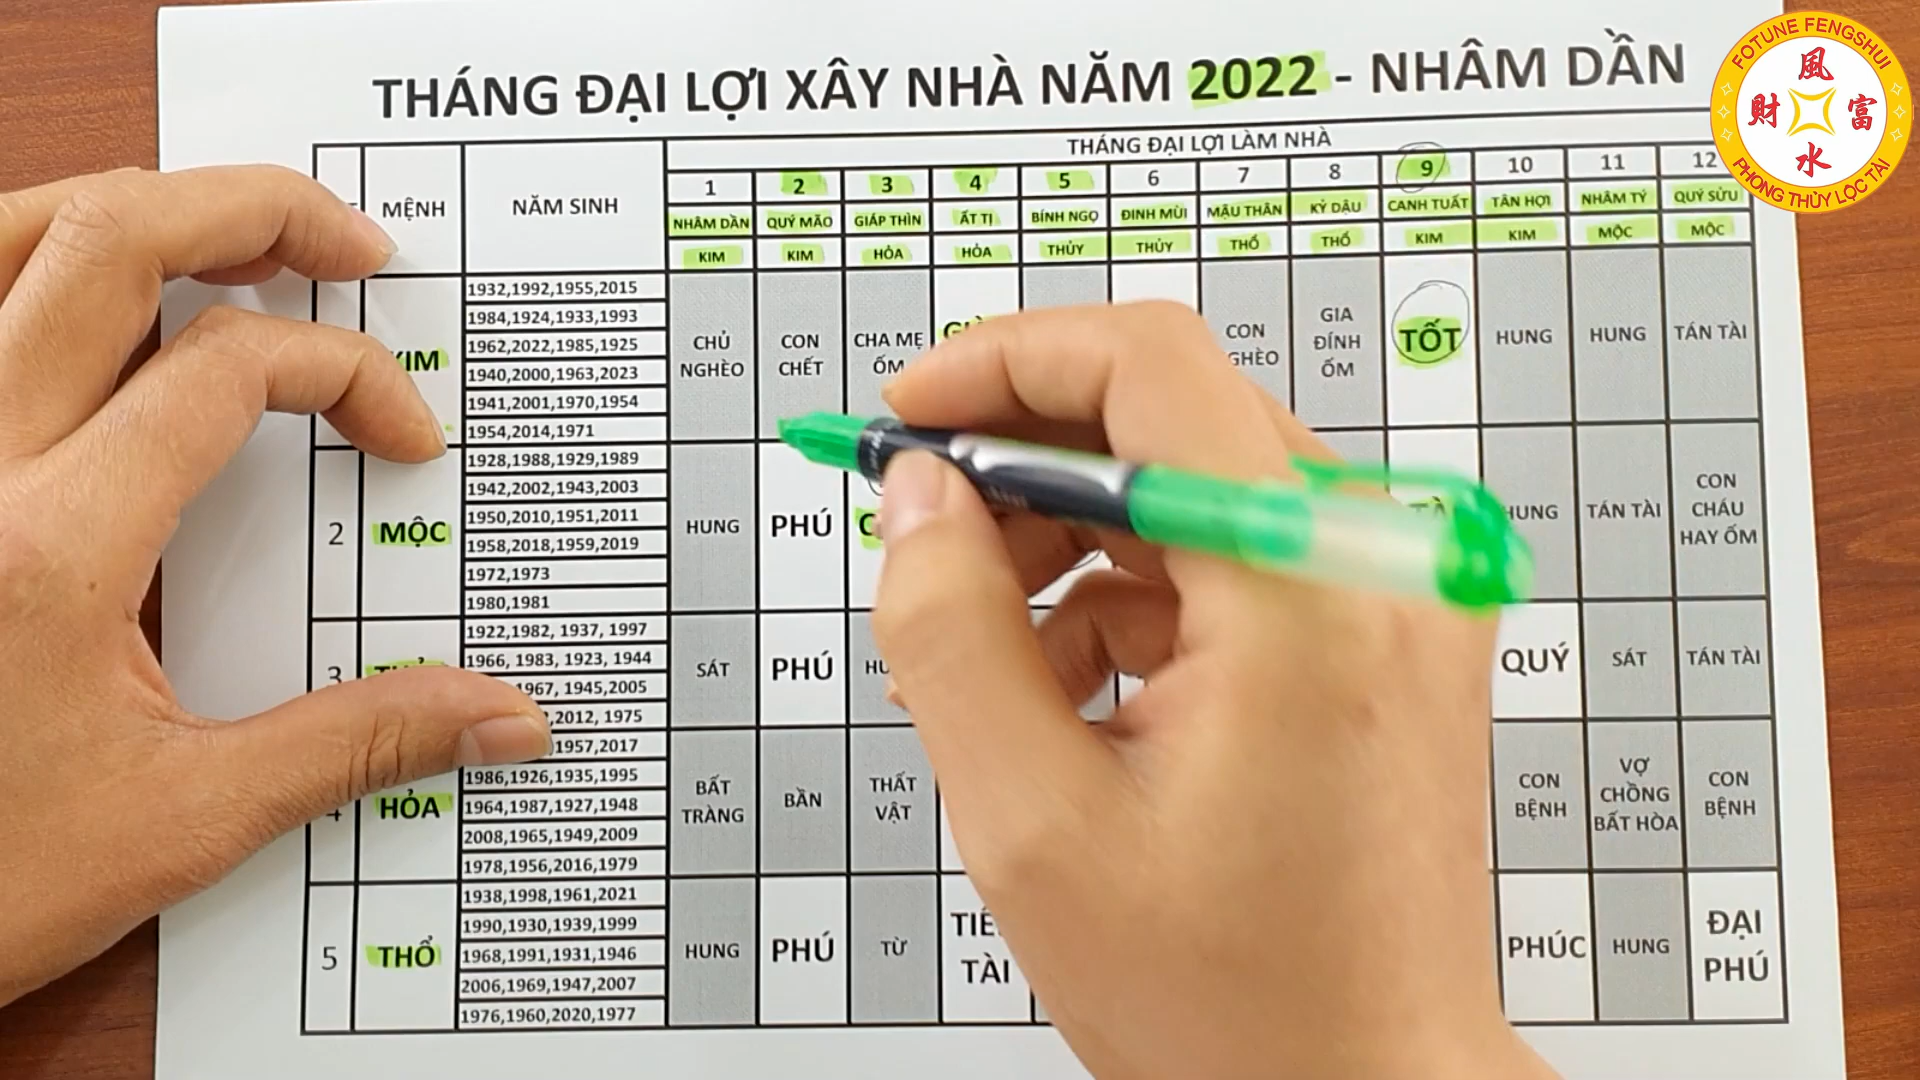 THÁNG ĐẠI LỢI XÂY NHÀ NĂM 2022 - NHÂM DẦN
FOTUNE FENGSHUI
風
財 富
水
PHONG THỦY LỘC TÀI
MỆNH NĂM SINH THÁNG ĐẠI LỢI LÀM NHÀ
1 2 3 4 5 6 7 8 9 10 11 12
NHÂM DẦN QUÝ MÃO GIÁP THÌN ẤT TỊ BÍNH NGỌ ĐINH MÙI MẬU THÂN KỶ DẬU CANH TUẤT TÂN HỢI NHÂM TÝ QUÝ SỬU
KIM KIM HỎA HỎA THỦY THỦY THỔ THỔ KIM KIM MỘC MỘC
KIM
1932,1992,1955,2015
1984,1924,1933,1993
1962,2022,1985,1925
1940,2000,1963,2023
1941,2001,1970,1954
1954,2014,1971
CHỦ NGHÈO
CON CHẾT
CHA MẸ ỐM
CON
GIA ĐÍNH ỐM
TỐT
HUNG
HUNG
TÁN TÀI
2 MỘC
1928,1988,1929,1989
1942,2002,1943,2003
1950,2010,1951,2011
1958,2018,1959,2019
1972,1973
1980,1981
HUNG
PHÚ
HUNG
TÁN TÀI
CON CHÁU HAY ỐM
3
1922,1982, 1937, 1997
1966, 1983, 1923, 1944
1967, 1945,2005
2012, 1975
SÁT
PHÚ
QUÝ
SÁT
TÁN TÀI
4 HỎA
1957,2017
1986,1926,1935,1995
1964,1987,1927,1948
2008,1965,1949,2009
1978,1956,2016,1979
BẤT TRÀNG
BẦN
THẤT VẬT
CON BỆNH
VỢ CHỒNG BẤT HÒA
CON BỆNH
5 THỔ
1938,1998,1961,2021
1990,1930,1939,1999
1968,1991,1931,1946
2006,1969,1947,2007
1976,1960,2020,1977
HUNG
PHÚ
TỪ
TÀI
PHÚC
HUNG
ĐẠI PHÚ